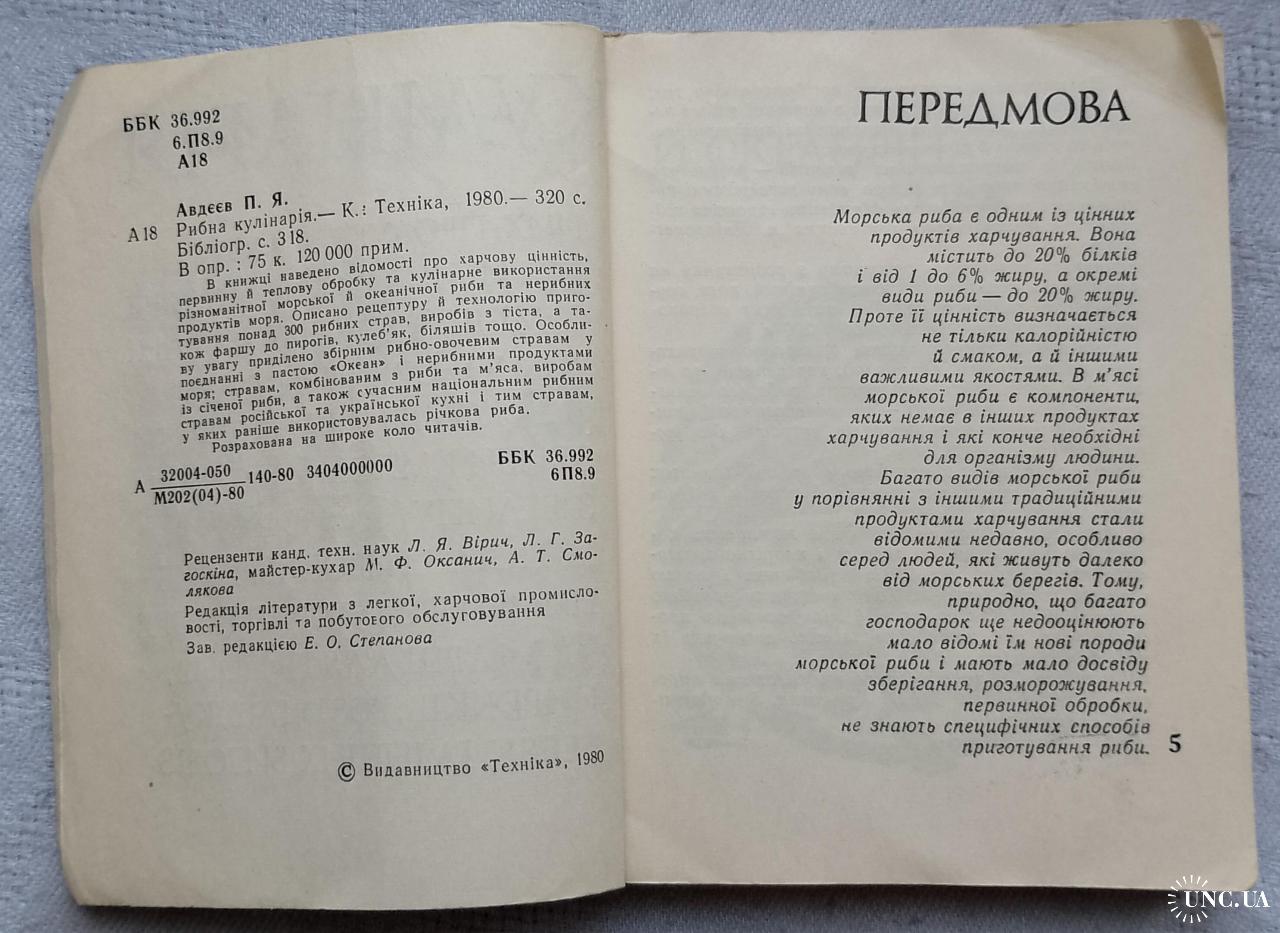 ББК 36.992
6.П8.9
А18
Авдєєв П. Я.
А18 Рибна кулінарія.— К.: Техніка, 1980.— 320 с.
Бібліогр. с. 318.
В опр. : 75 к. 120 000 прим.
В книжці наведено відомості про харчову цінність,
первинну й теплову обробку та кулінарне використання
різноманітної морської й океанічної риби та нерибних
продуктів моря. Описано рецептуру й технологію приго-
тування понад 300 рибних страв, виробів з тіста, а та-
кож фаршу до пирогів, кулеб'як, біляшів тощо. Особли-
ву увагу приділено збірним рибно-овочевим стравам у
поєднанні з пастою «Океан» і нерибними продуктами
моря; стравам, комбінованим з риби та м'яса, виробам
із січеної риби, а також сучасним національним рибним
стравам російської та української кухні і тим стравам,
у яких раніше використовувалась річкова риба.
Розрахована на широке коло читачів.
А 32004-050
М202(04)-80 140-80 3404000000
ББК 36.992
6П8.9
Рецензенти канд. техн. наук Л. Я. Вірич, Л. Г. За-
госкіна, майстер-кухар М. Ф. Оксанич, А. Т. Смо-
лякова
Редакція літератури з легкої, харчової промисло-
вості, торгівлі та побутового обслуговування
Зав. редакцією Е. О. Степанова
© Видавництво «Техніка», 1980
ПЕРЕДМОВА
Морська риба є одним із цінних
продуктів харчування. Вона
містить до 20% білків
і від 1 до 6% жиру, а окремі
види риби — до 20% жиру.
Проте її цінність визначається
не тільки калорійністю
й смаком, а й іншими
важливими якостями. В м'ясі
морської риби є компоненти,
яких немає в інших продуктах
харчування і які конче необхідні
для організму людини.
Багато видів морської риби
у порівнянні з іншими традиційними
продуктами харчування стали
відомими недавно, особливо
серед людей, які живуть далеко
від морських берегів. Тому,
природно, що багато
господарок ще недооцінюють
мало відомі їм нові породи
морської риби і мають мало досвіду
зберігання, розморожування,
первинної обробки,
не знають специфічних способів
приготування риби.
5
UNC.UA